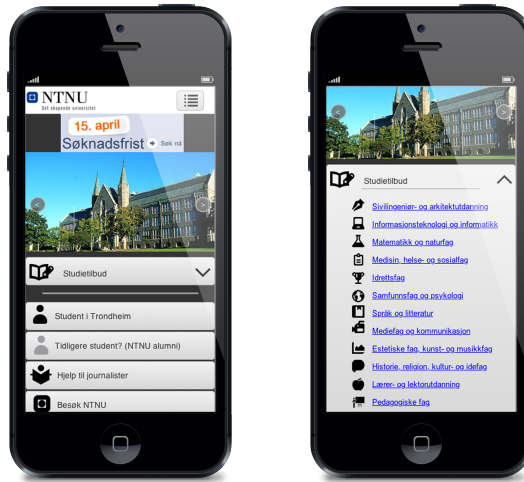 NTNU
Det skapende universitet
15. april
Søknadsfrist
Søk nå
Studietilbud
Student i Trondheim
Tidligere student? (NTNU alumni)
Hjelp til journalister
Besøk NTNU
Studietilbud
Sivilingeniør- og arkitektutdanning
Informasjonsteknologi og informatikk
Matematikk og naturfag
Medisin, helse- og sosialfag
Idrettsfag
Samfunnsfag og psykologi
Språk og litteratur
Mediefag og kommunikasjon
Estetiske fag, kunst- og musikkfag
Historie, religion, kultur- og idefag
Lærer- og lektorutdanning
Pedagogiske fag